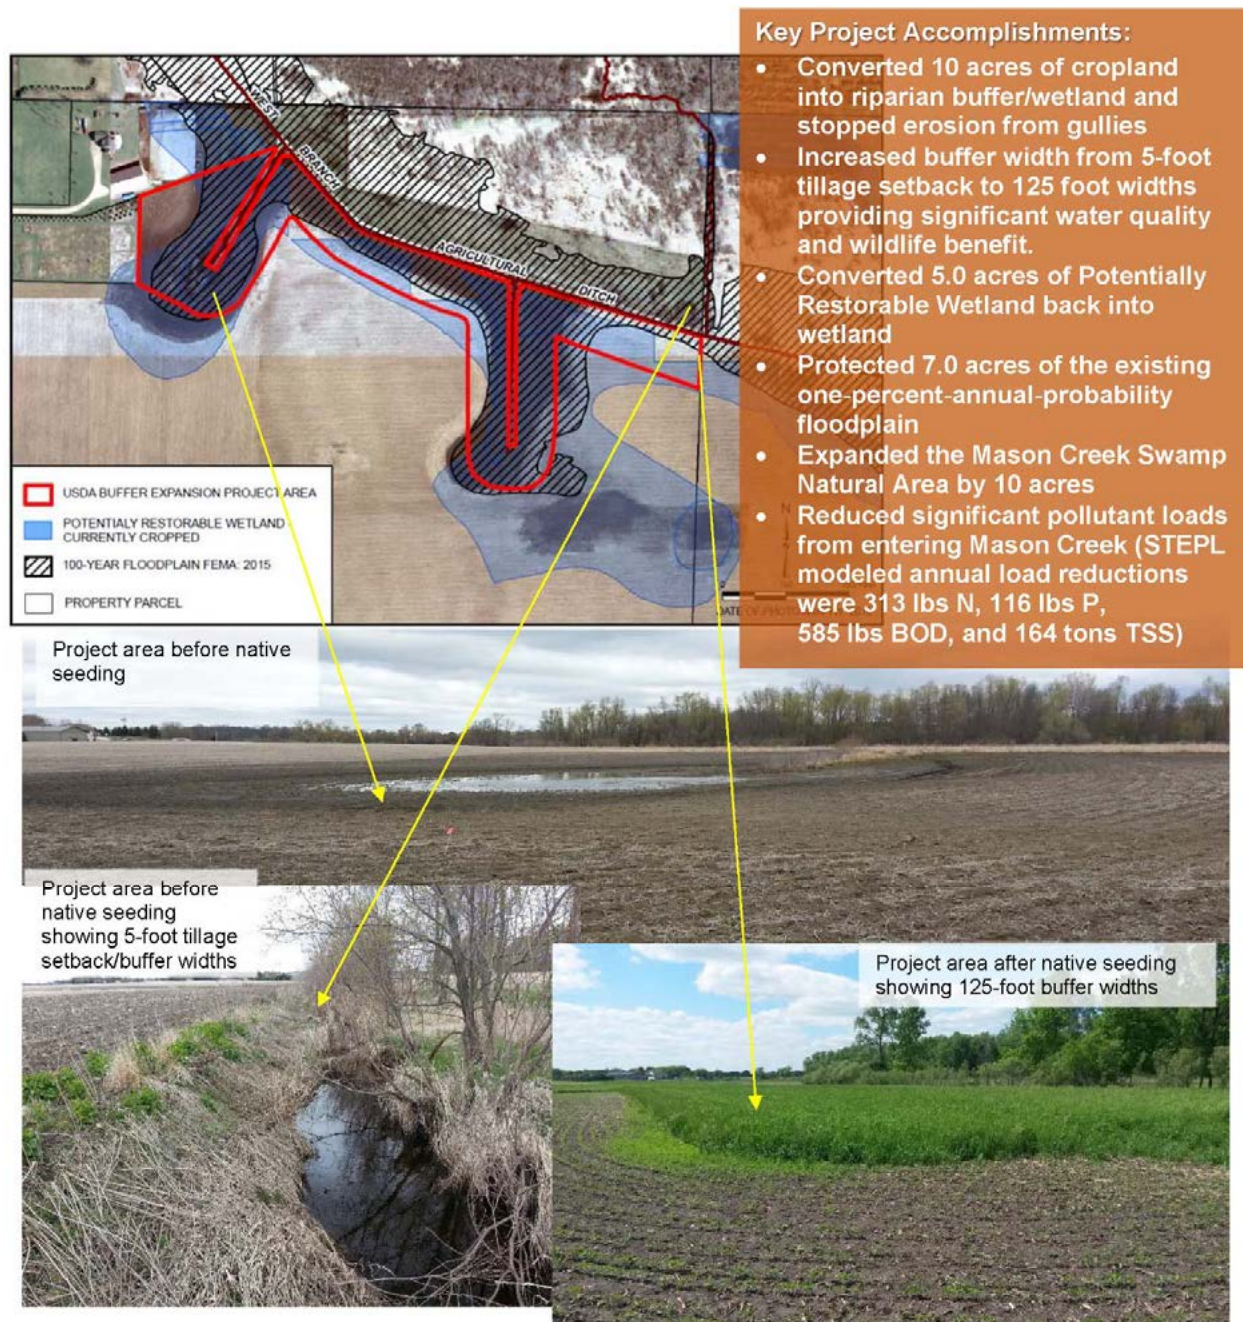 Key Project Accomplishments:
• Converted 10 acres of cropland
into riparian buffer/wetland and
stopped erosion from gullies
• Increased buffer width from 5-foot
tillage setback to 125 foot widths
providing significant water quality
and wildlife benefit.
• Converted 5.0 acres of Potentially
Restorable Wetland back into
wetland
• Protected 7.0 acres of the existing
one-percent-annual-probability
floodplain
• Expanded the Mason Creek Swamp
Natural Area by 10 acres
• Reduced significant pollutant loads
from entering Mason Creek (STEPL
modeled annual load reductions
were 313 lbs N, 116 lbs P,
585 lbs BOD, and 164 tons TSS)
WEST
BRANCH
AGRICULTURAL
DITCH
USDA BUFFER EXPANSION PROJECT AREA
POTENTIALY RESTORABLE WETLAND -
CURRENTLY CROPPED
100-YEAR FLOODPLAIN FEMA: 2015
PROPERTY PARCEL
N
DATE OF
Project area before native
seeding
Project area before
native seeding
showing 5-foot tillage
setback/buffer widths
Project area after native seeding
showing 125-foot buffer widths